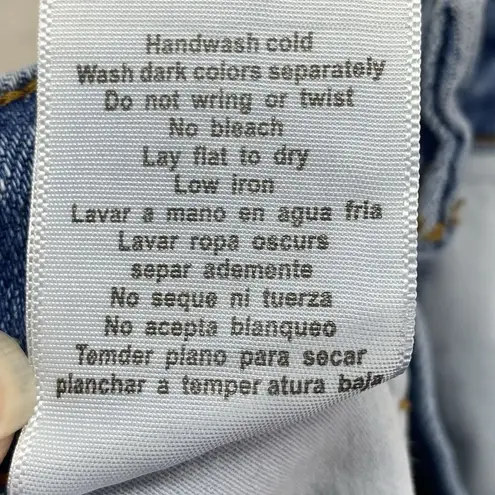 Handwash cold
Wash dark colors separately
Do not wring or twist
No bleach
Lay flat to dry
Low iron
Lavar a mano en agua fria
Lavar ropa oscurs
separ ademente
No seque ni tuerza
No acepta blanqueo
Temder plano para secar
planchar a temper atura baja